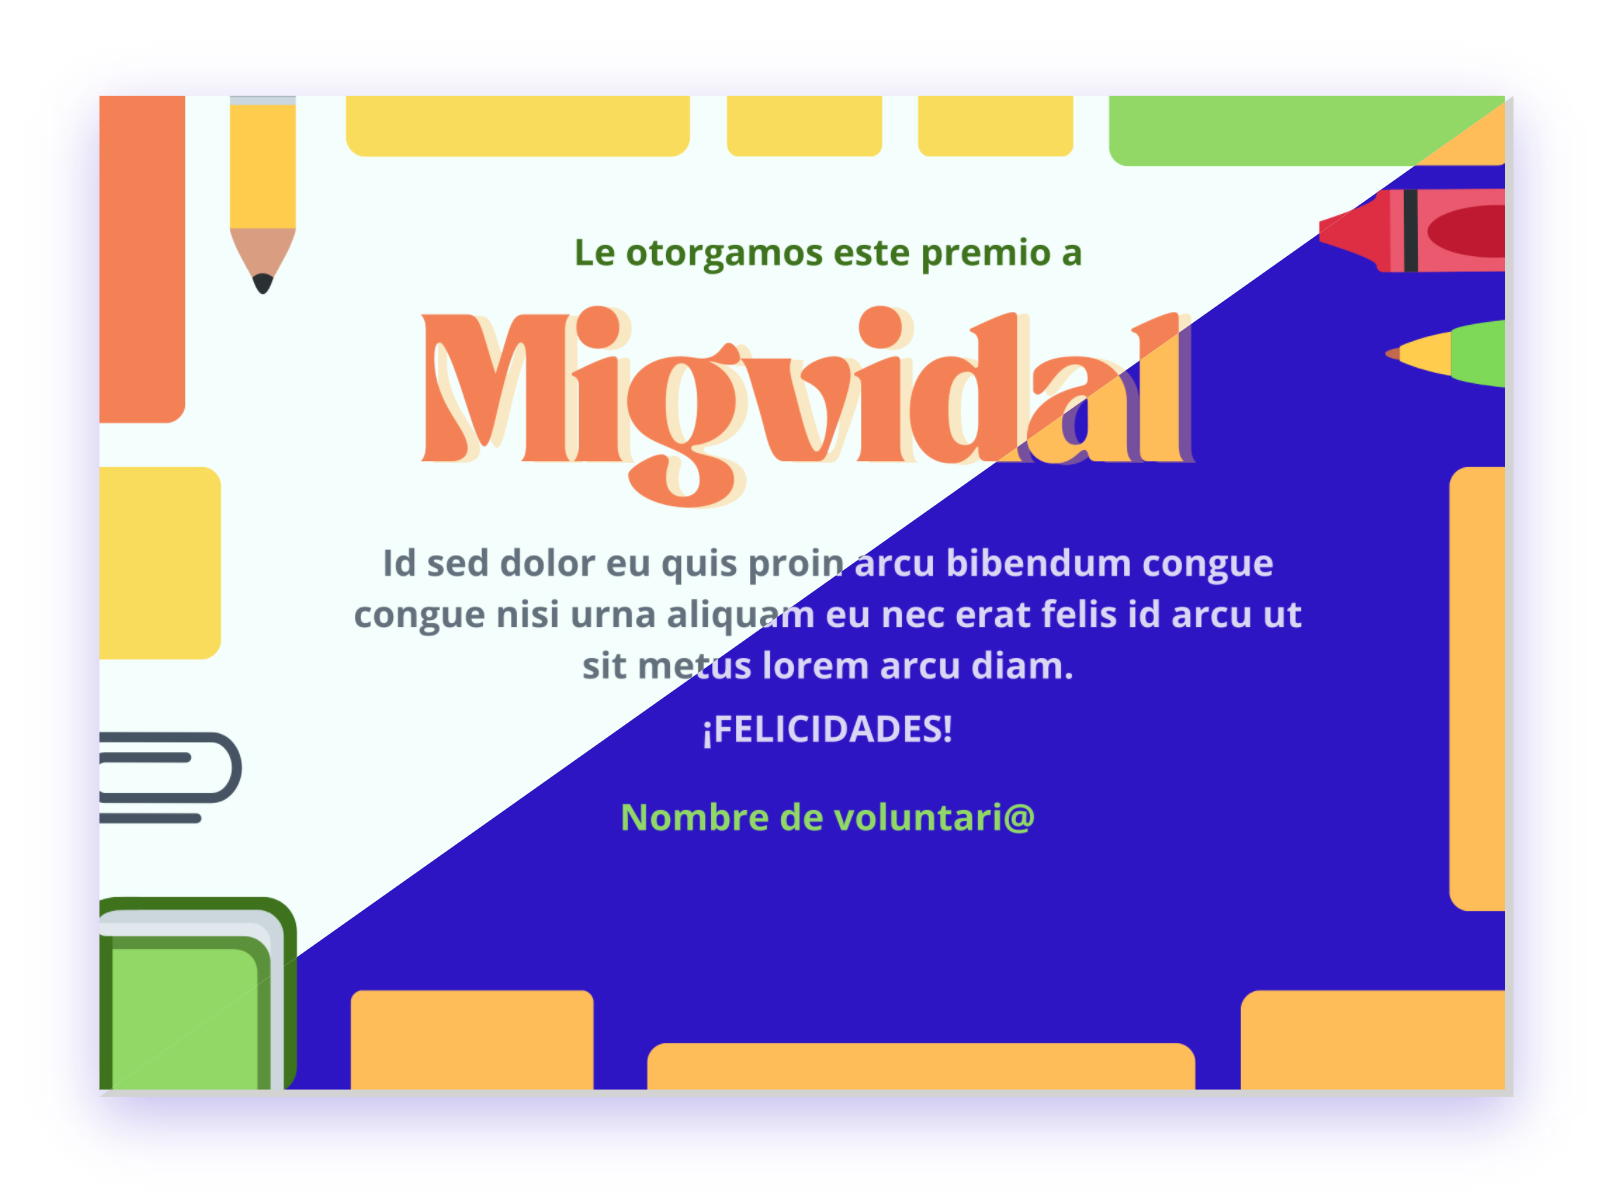 Le otorgamos este premio a
Migvidal
Id sed dolor eu quis proin arcu bibendum congue
congue nisi urna aliquam eu nec erat felis id arcu ut
sit metus lorem arcu diam.
¡FELICIDADES!
Nombre de voluntari@